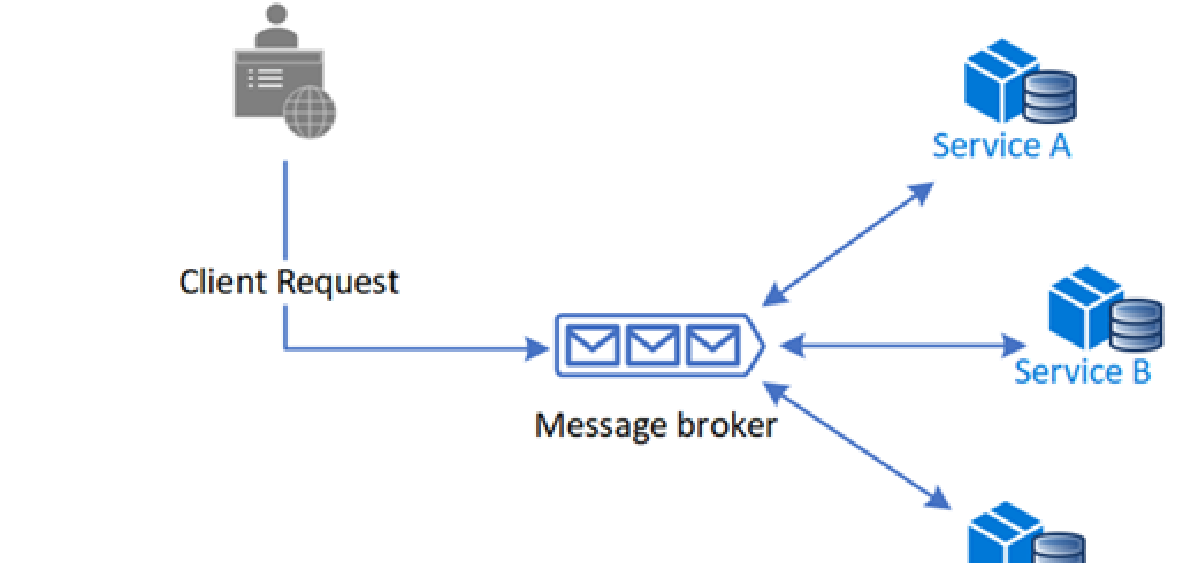 Service A
Client Request
Service B
Message broker